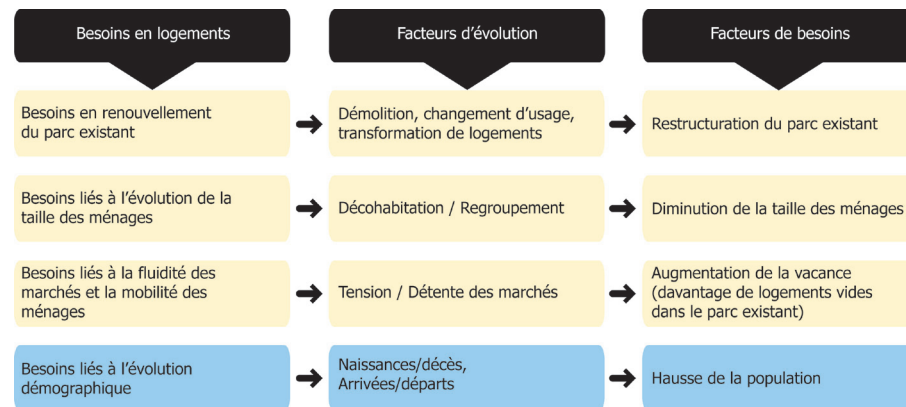 Besoins en logements
Facteurs d'évolution
Facteurs de besoins
Besoins en renouvellement
du parc existant
Démolition, changement d'usage,
transformation de logements
Restructuration du parc existant
Besoins liés à l'évolution de la
taille des ménages
Décohabitation / Regroupement
Diminution de la taille des ménages
Besoins liés à la fluidité des
marchés et la mobilité des
ménages
Tension / Détente des marchés
Augmentation de la vacance
(davantage de logements vides
dans le parc existant)
Besoins liés à l'évolution
démographique
Naissances/décès,
Arrivées/départs
Hausse de la population